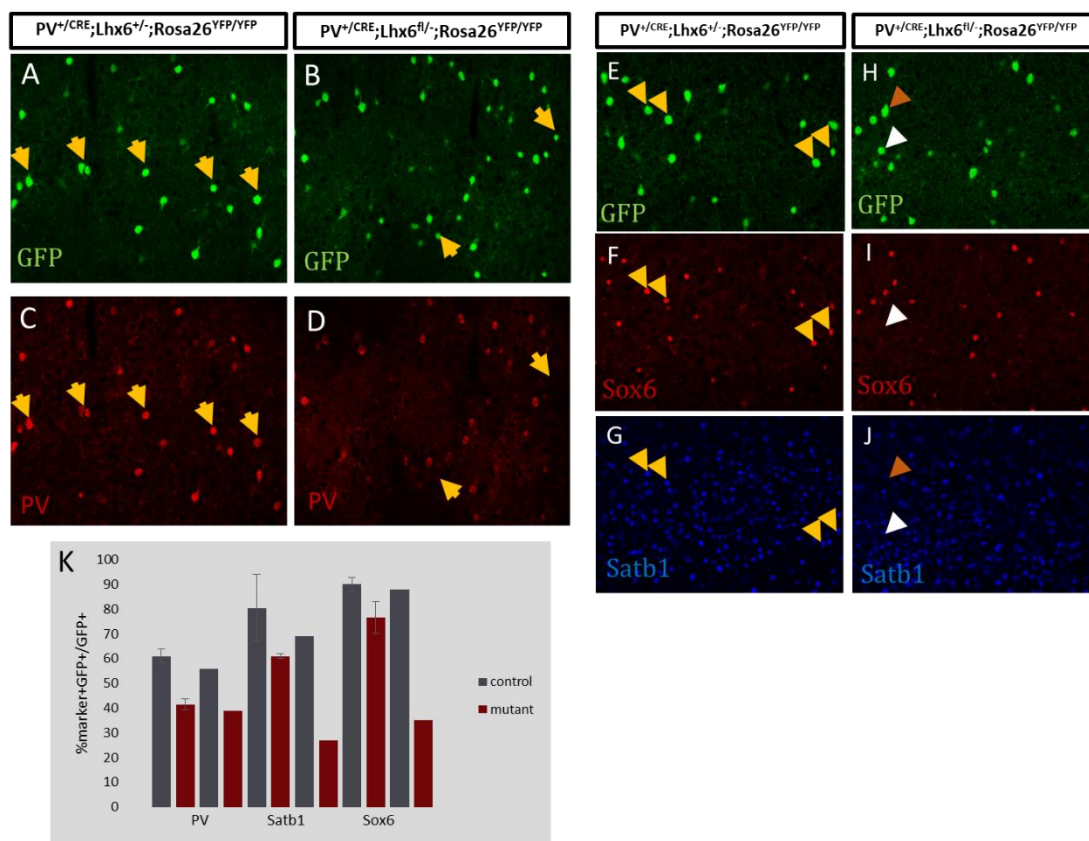 PV+/CRE;Lhx6+/-;Rosa26YFP/YFP
PV+/CRE;Lhx6fl/-;Rosa26YFP/YFP
A
GFP
B
GFP
C
PV
D
PV
PV+/CRE;Lhx6+/-;Rosa26YFP/YFP
PV+/CRE;Lhx6fl/-;Rosa26YFP/YFP
E
GFP
H
GFP
F
Sox6
I
Sox6
G
Satb1
J
Satb1
K
%marker+GFP+/GFP+
100
90
80
70
60
50
40
30
20
10
0
PV Satb1 Sox6
control
mutant